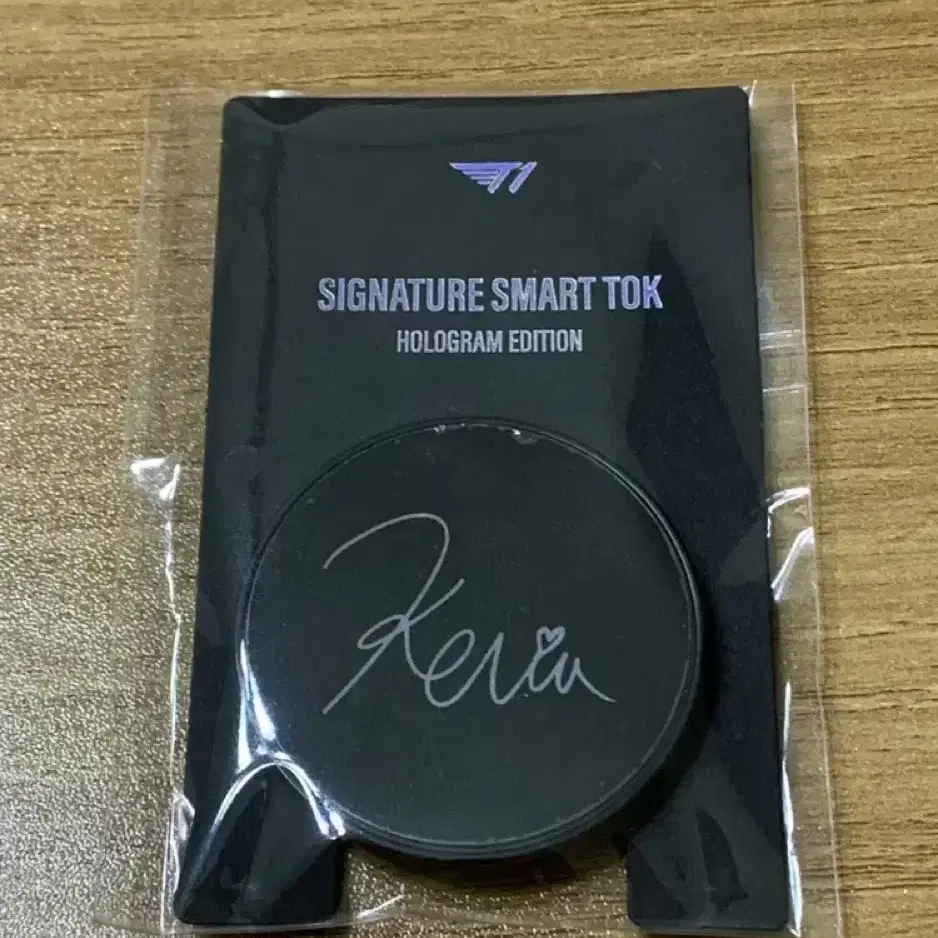 T1
SIGNATURE SMART TOK
HOLOGRAM EDITION
Keria